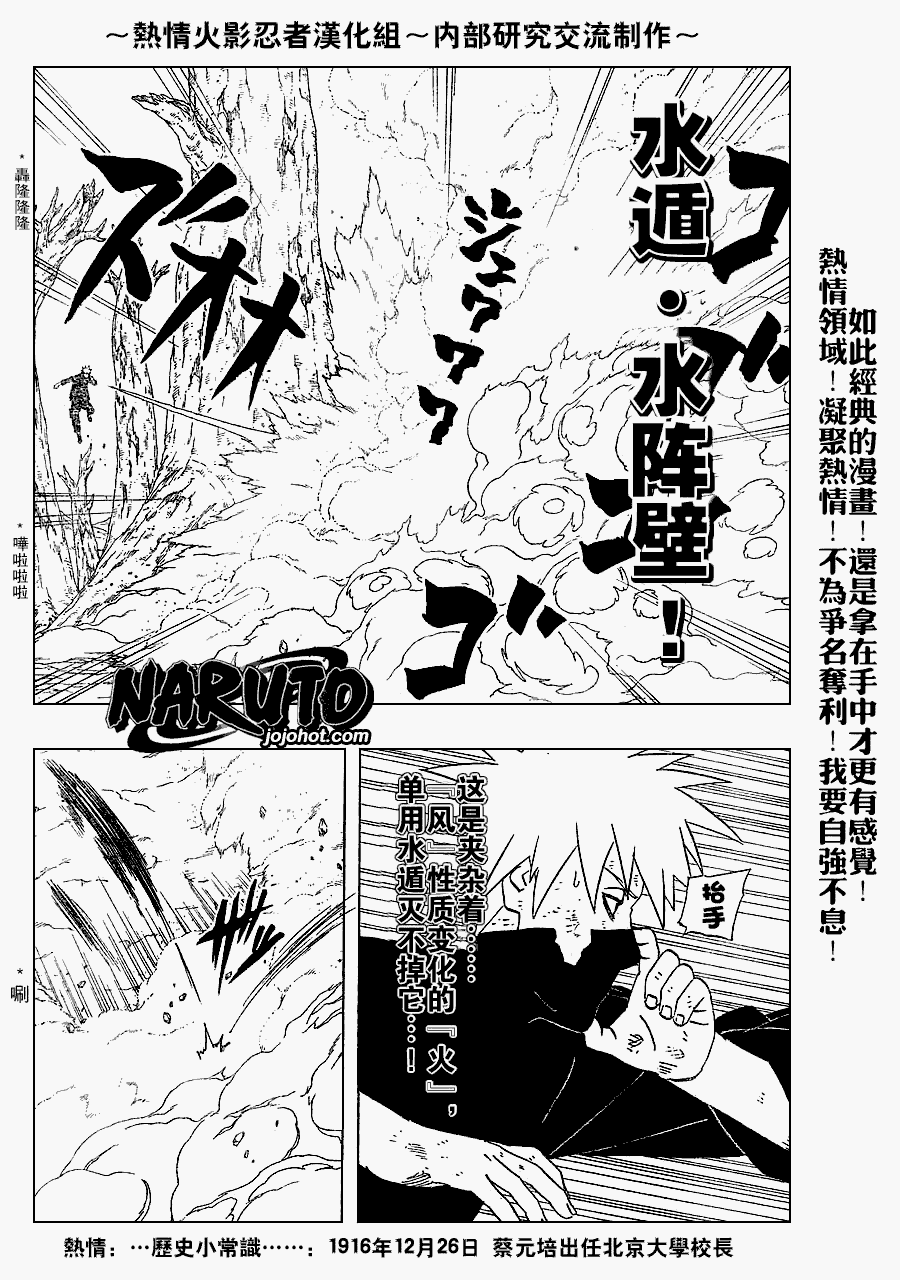 ～熱情火影忍者漢化組～内部研究交流制作～
水遁・水阵壁！
ゴゴゴゴ
ジュワワワ
ズオオオ
*轟隆隆隆
*嘩啦啦啦
NARUTO
jojohot.com
如此經典的漫畫！還是拿在手中才更有感覺！
熱情領域！凝聚熱情！不為爭名奪利！我要自強不息！
这是夹杂着……
『风』性质变化的『火』，
单用水遁灭不掉它…！
抬手
*唰
熱情：…歷史小常識……：1916年12月26日 蔡元培出任北京大學校長